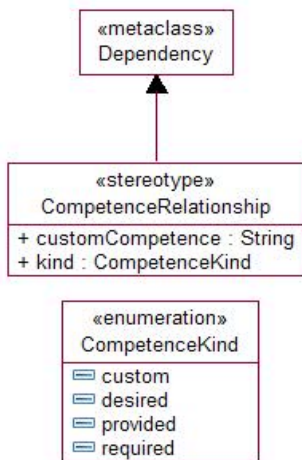 «metaclass»
Dependency
«stereotype»
CompetenceRelationship
+ customCompetence : String
+ kind : CompetenceKind
«enumeration»
CompetenceKind
custom
desired
provided
required